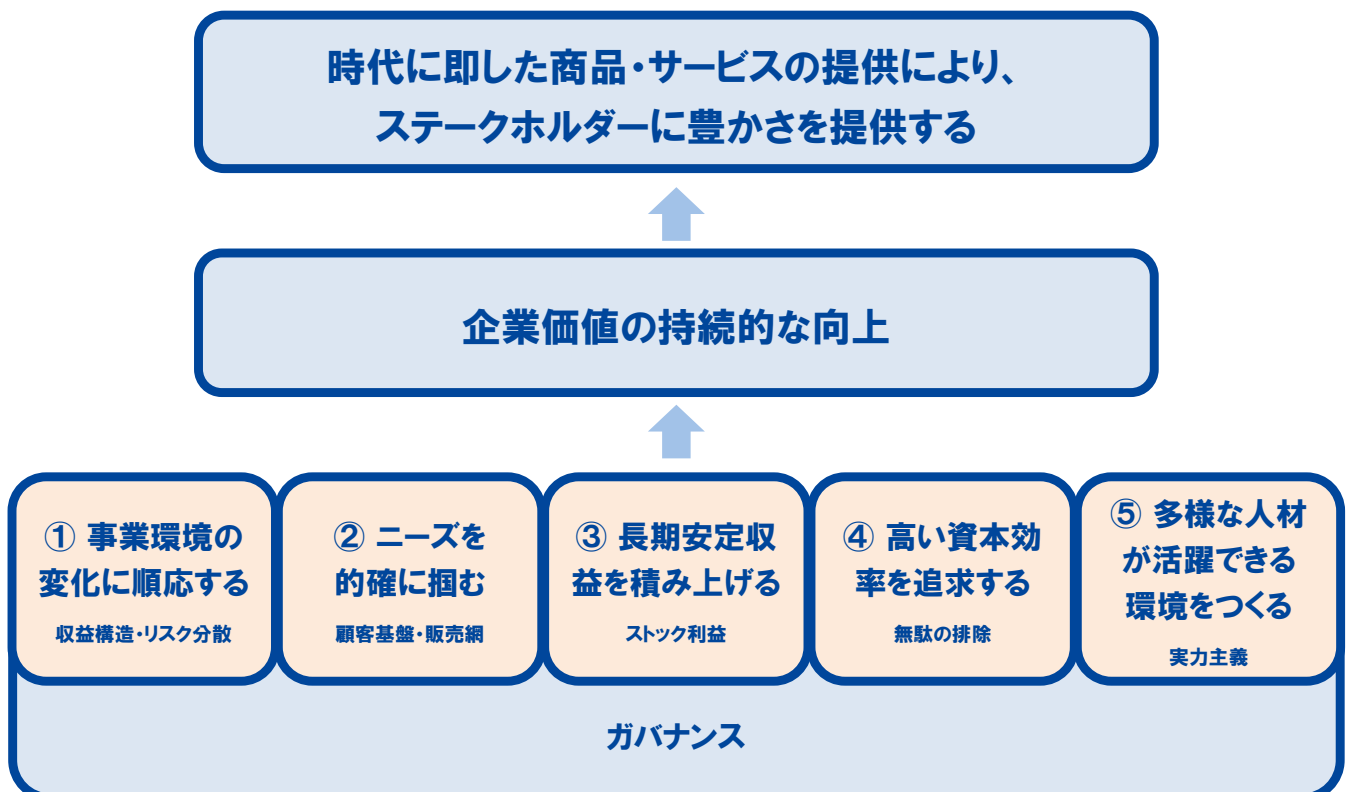 時代に即した商品・サービスの提供により、
ステークホルダーに豊かさを提供する
企業価値の持続的な向上
① 事業環境の
変化に順応する
収益構造・リスク分散
② ニーズを
的確に掴む
顧客基盤・販売網
③ 長期安定収
益を積み上げる
ストック利益
④ 高い資本効
率を追求する
無駄の排除
⑤ 多様な人材
が活躍できる
環境をつくる
実力主義
ガバナンス